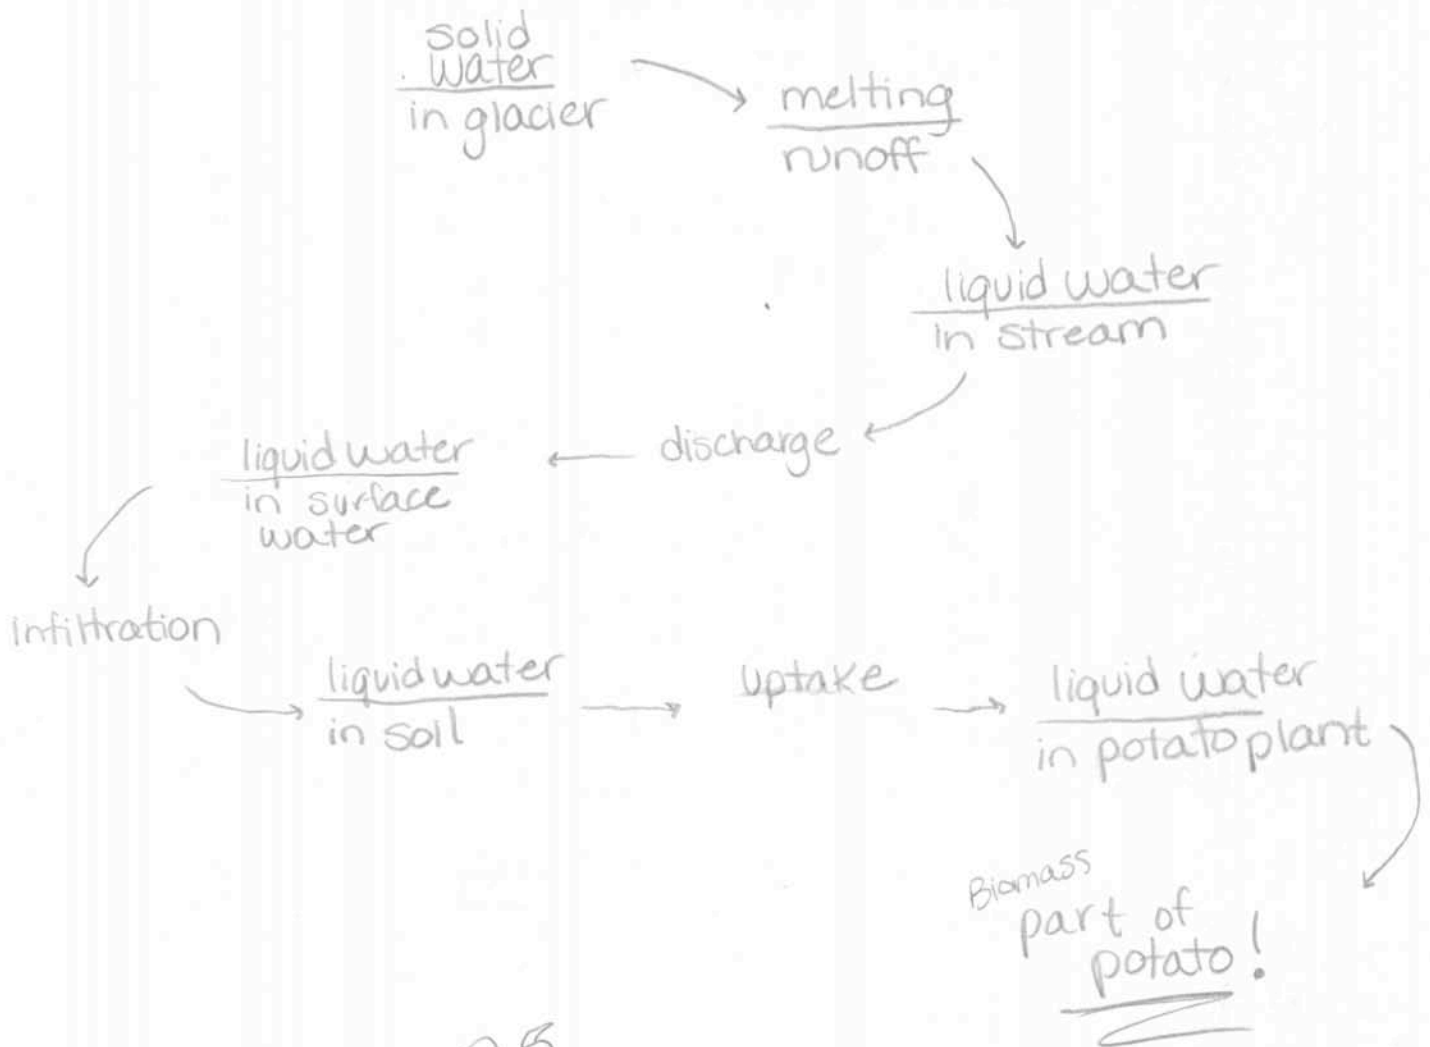 solid
water
in glacier
melting
runoff
liquid water
in stream
discharge
liquid water
in surface
water
infiltration
liquid water
in soil
uptake
liquid water
in potato plant
Biomass
part of
potato!